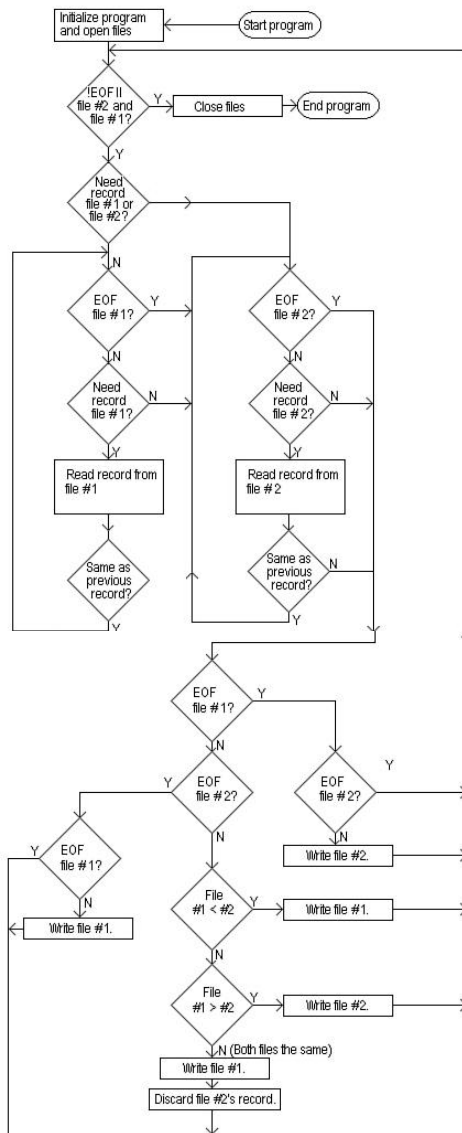 Initialize program
and open files
Start program
!EOF II
file #2 and
file #1?
Y
Close files
End program
Y
Need
record
file #1 or
file #2?
N
EOF
file #1?
Y
EOF
file #2?
Y
N
N
Need
record
file #1?
N
Need
record
file #2?
N
Y
Y
Read record from
file #1
Read record from
file #2
Same as
previous
record?
Same as
previous
record?
N
Y
Y
EOF
file #1?
Y
N
Y
EOF
file #2?
EOF
file #2?
Y
Y
EOF
file #1?
N
N
Write file #2.
N
Write file #1.
File
#1 < #2
Y
Write file #1.
N
File
#1 > #2
Y
Write file #2.
N (Both files the same)
Write file #1.
Discard file #2's record.